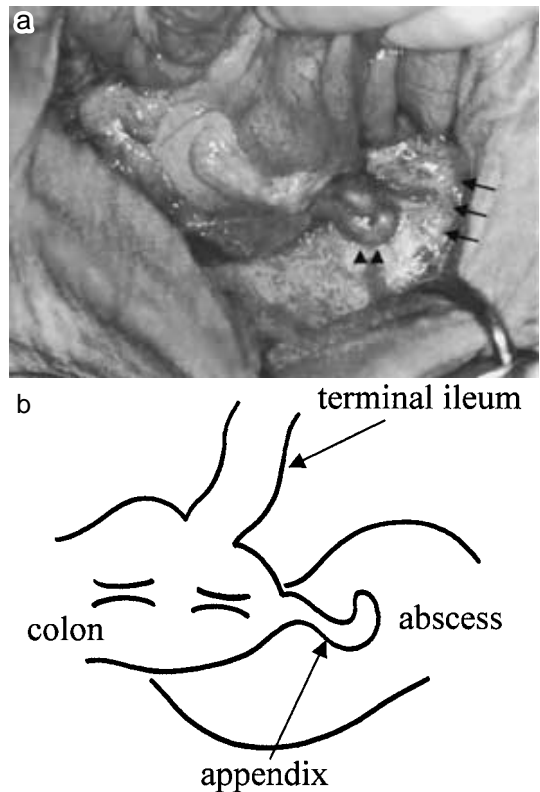 a
b
terminal ileum
colon
abscess
appendix